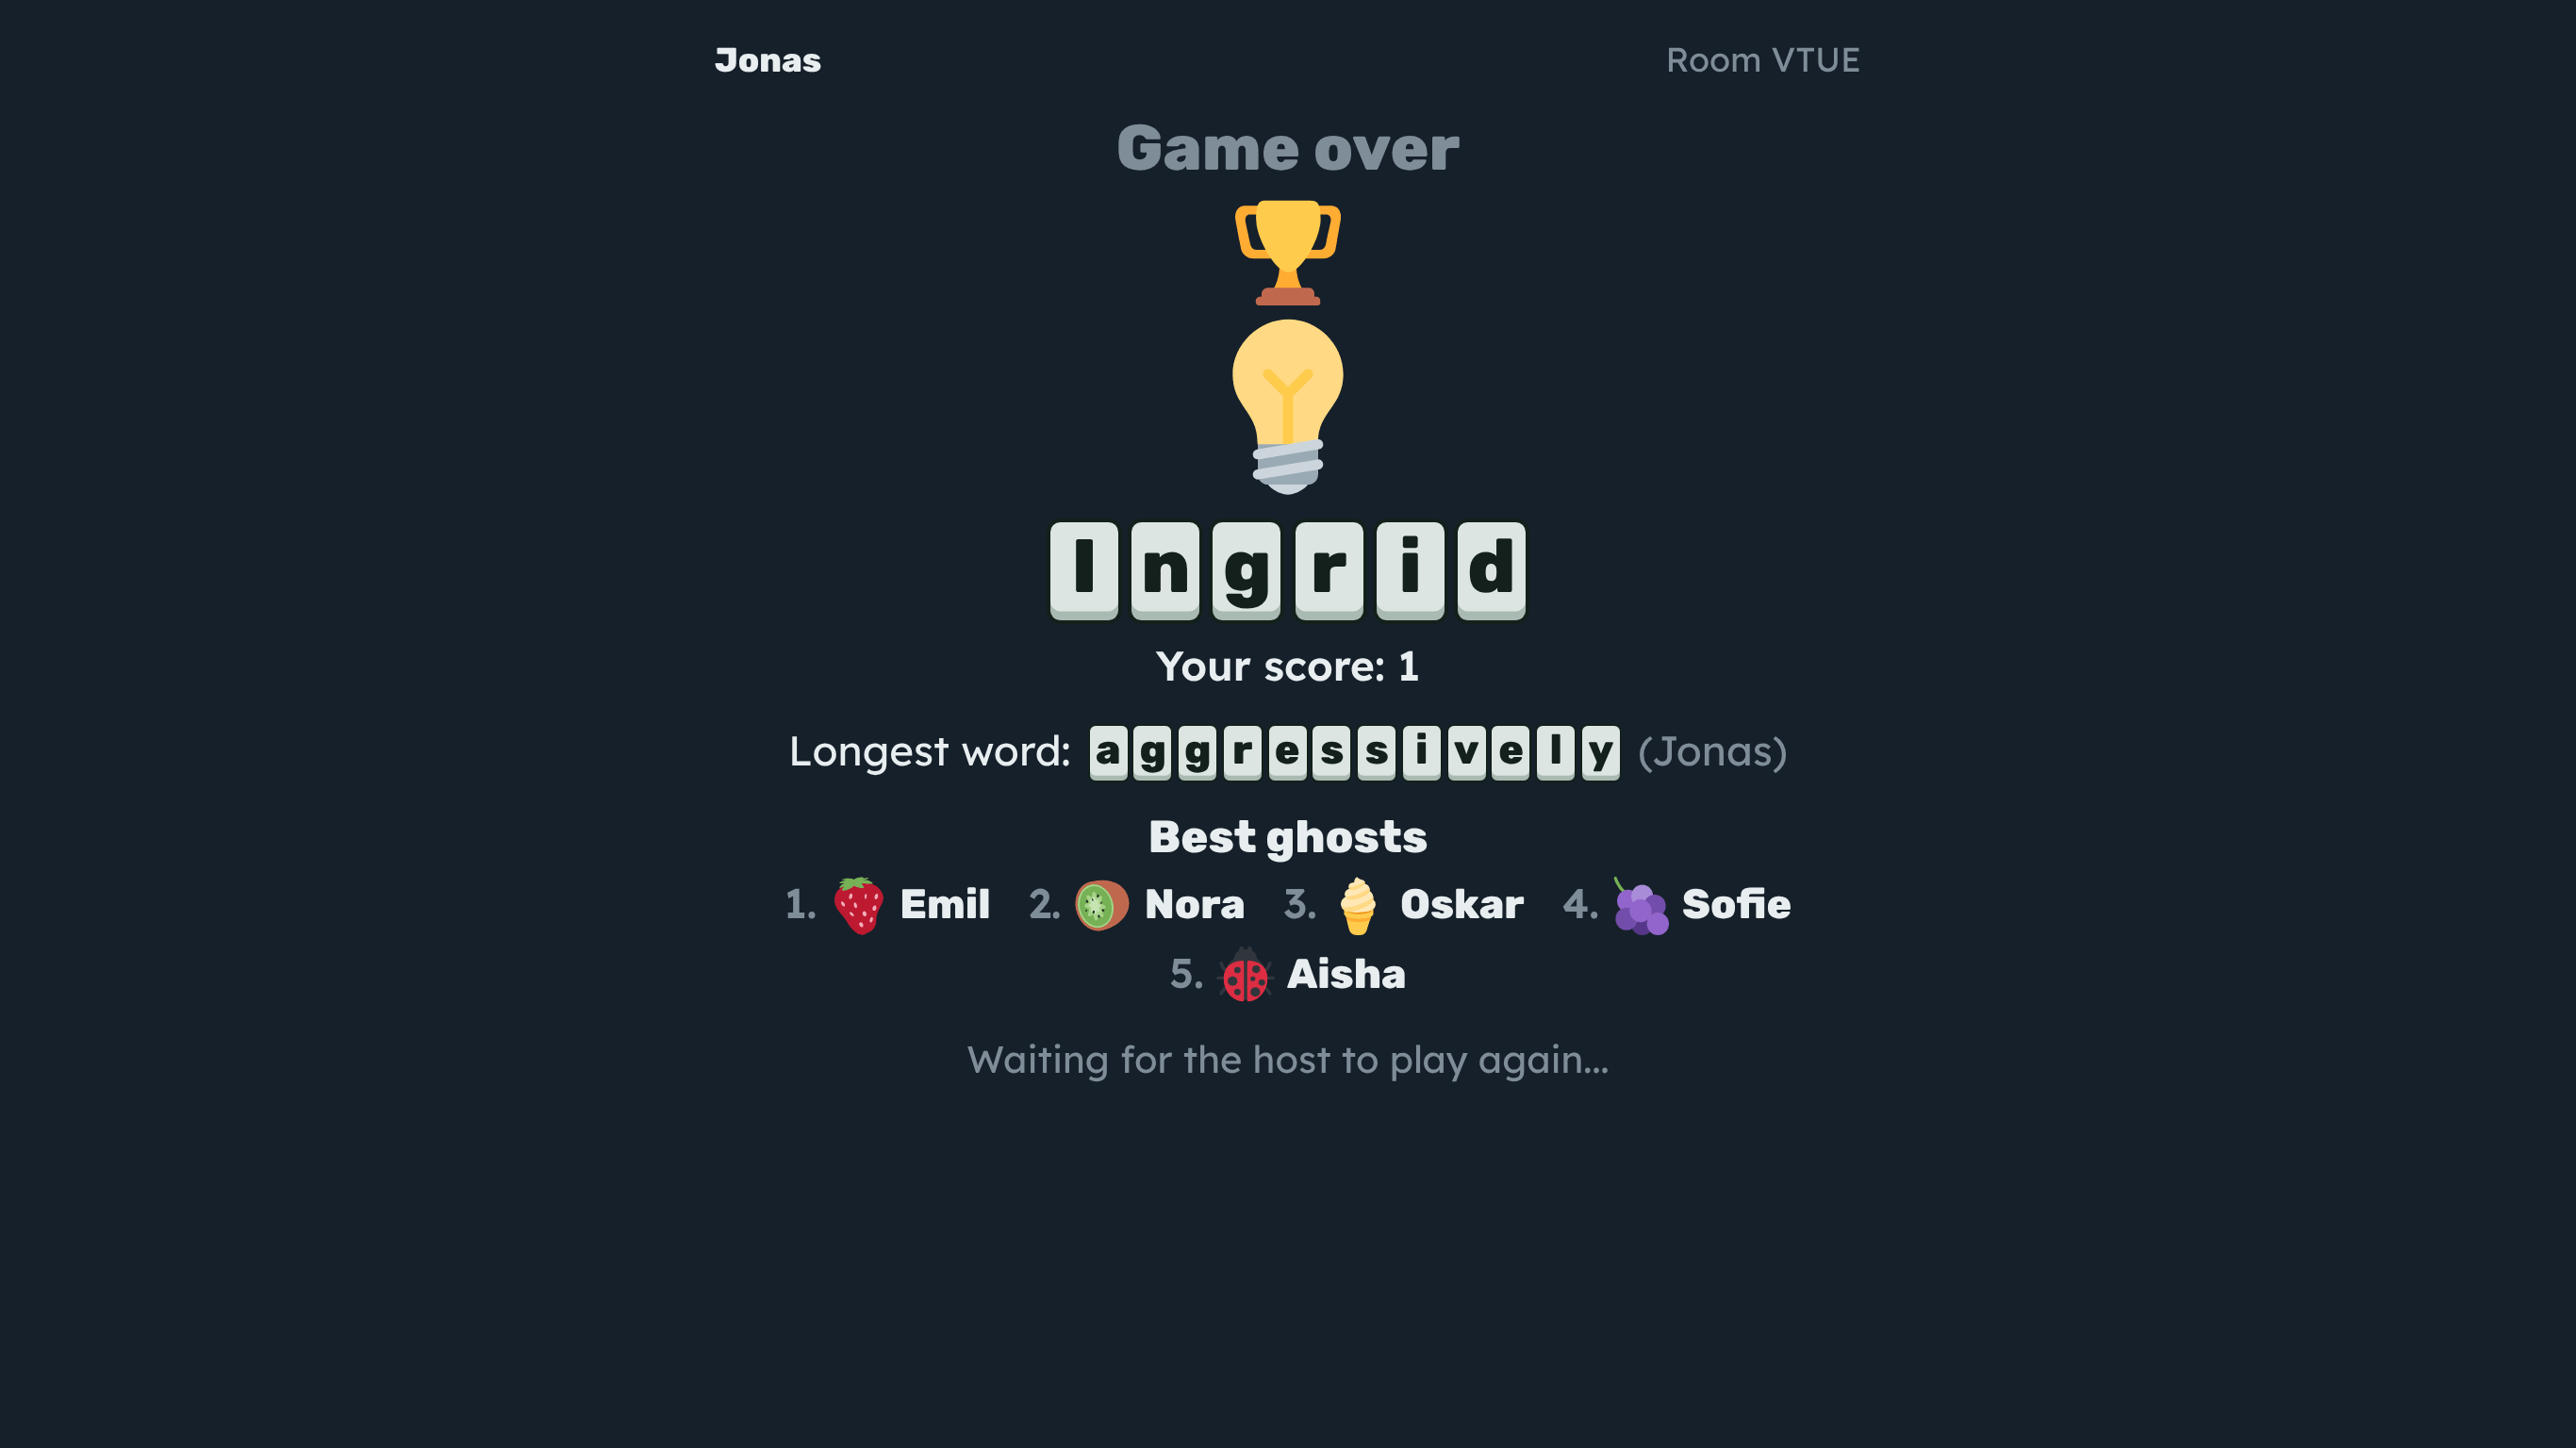 Jonas Room VTUE
Game over
Ingrid
Your score: 1
Longest word: aggressively (Jonas)
Best ghosts
1. Emil 2. Nora 3. Oskar 4. Sofie
5. Aisha
Waiting for the host to play again...